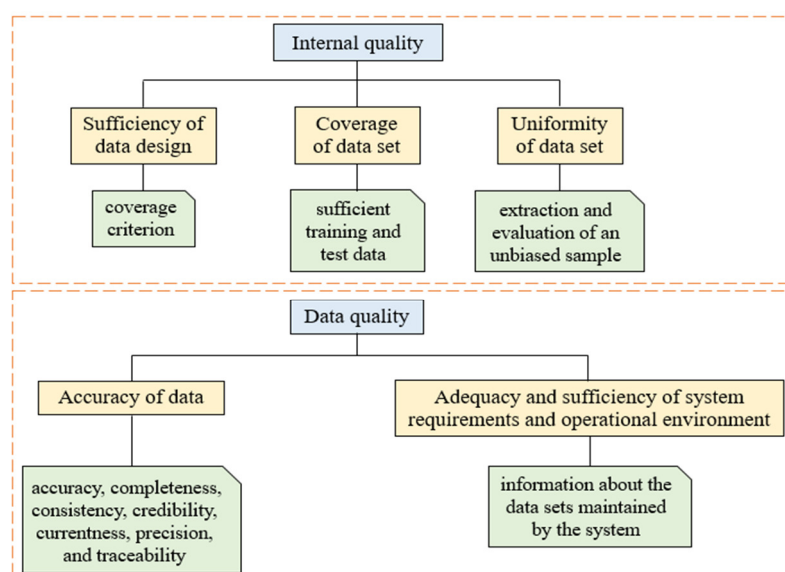 Internal quality
Sufficiency of
data design
Coverage
of data set
Uniformity
of data set
coverage
criterion
sufficient
training and
test data
extraction and
evaluation of an
unbiased sample
Data quality
Accuracy of data
Adequacy and sufficiency of system
requirements and operational environment
accuracy, completeness,
consistency, credibility,
currentness, precision,
and traceability
information about the
data sets maintained
by the system